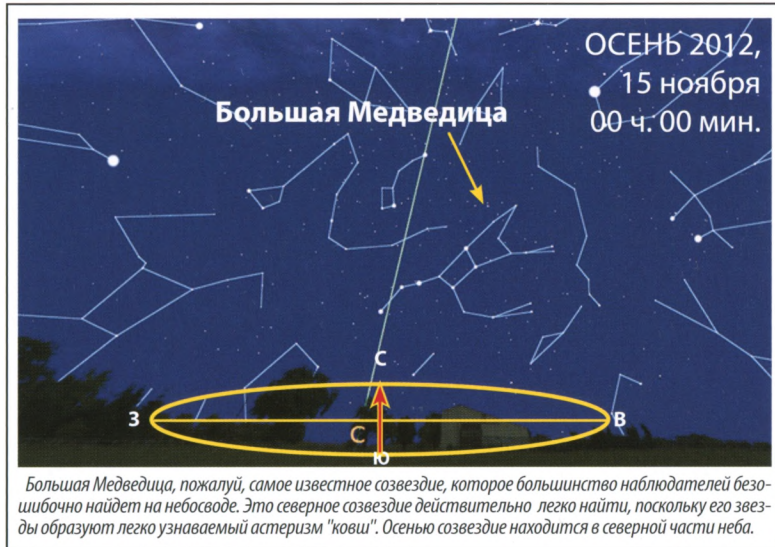 ОСЕНЬ 2012,
15 ноября
00 ч. 00 мин.
Большая Медведица
С
З
В
С
Ю
Большая Медведица, пожалуй, самое известное созвездие, которое большинство наблюдателей безо-
шибочно найдет на небосводе. Это северное созвездие действительно легко найти, поскольку его звез-
ды образуют легко узнаваемый астеризм "ковш". Осенью созвездие находится в северной части неба.